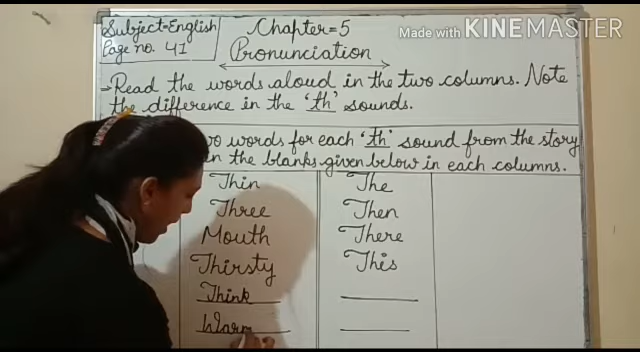 Subject=English
Page no. 41
Chapter=5
Pronunciation
Made with KINEMASTER
→Read the words aloud in the two columns. Note
the difference in the 'th' sounds.
words for each 'th' sound from the story
in the blanks given below in each columns.
Thin The
Three Then
Mouth There
Thirsty This
Think
Warm